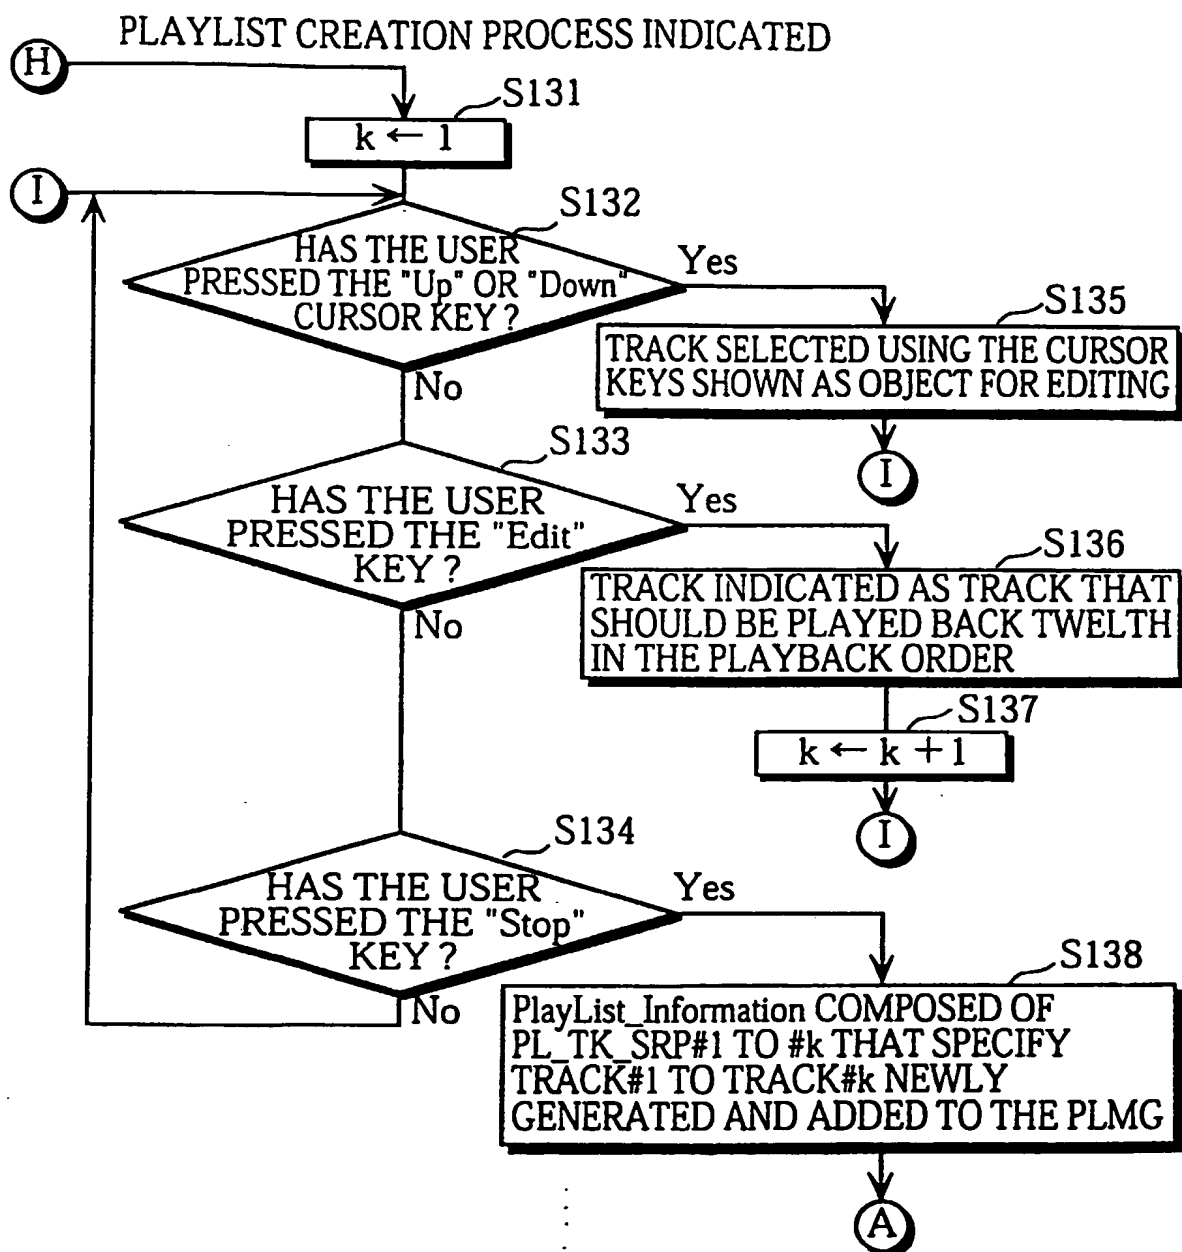 PLAYLIST CREATION PROCESS INDICATED
H
S131
k ← 1
I
S132
HAS THE USER
PRESSED THE "Up" OR "Down"
CURSOR KEY ?
Yes
No
S135
TRACK SELECTED USING THE CURSOR
KEYS SHOWN AS OBJECT FOR EDITING
I
S133
HAS THE USER
PRESSED THE "Edit"
KEY ?
Yes
No
S136
TRACK INDICATED AS TRACK THAT
SHOULD BE PLAYED BACK TWELTH
IN THE PLAYBACK ORDER
S137
k ← k + 1
I
S134
HAS THE USER
PRESSED THE "Stop"
KEY ?
Yes
No
S138
PlayList_Information COMPOSED OF
PL_TK_SRP#1 TO #k THAT SPECIFY
TRACK#1 TO TRACK#k NEWLY
GENERATED AND ADDED TO THE PLMG
A